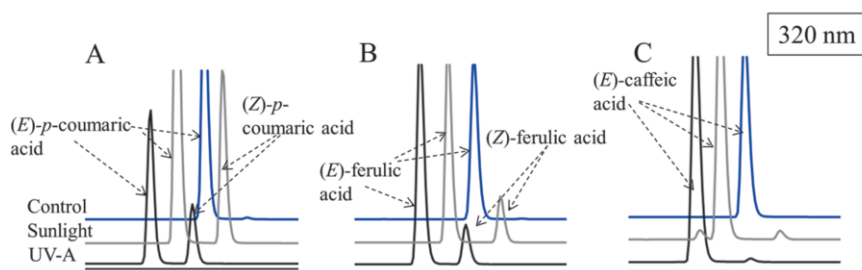 320 nm
A
(E)-p-coumaric
acid
(Z)-p-
coumaric acid
Control
Sunlight
UV-A
B
(E)-ferulic
acid
(Z)-ferulic acid
C
(E)-caffeic
acid